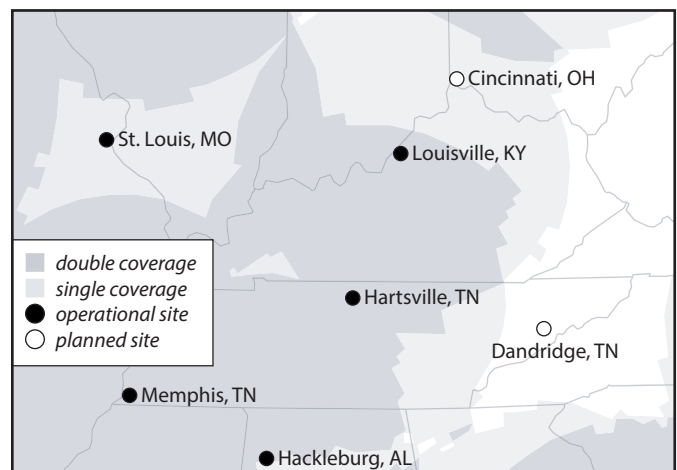 Cincinnati, OH
St. Louis, MO
Louisville, KY
double coverage
single coverage
operational site
planned site
Hartsville, TN
Dandridge, TN
Memphis, TN
Hackleburg, AL